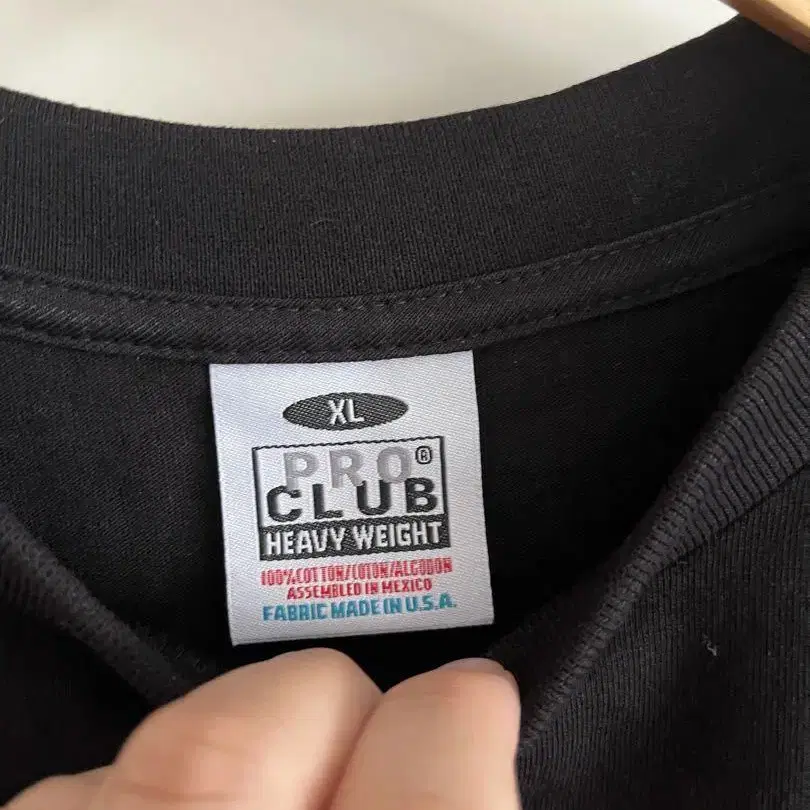 XL
PRO®
CLUB
HEAVY WEIGHT
100%COTTON/COTON/ALGODON
ASSEMBLED IN MEXICO
FABRIC MADE IN U.S.A.